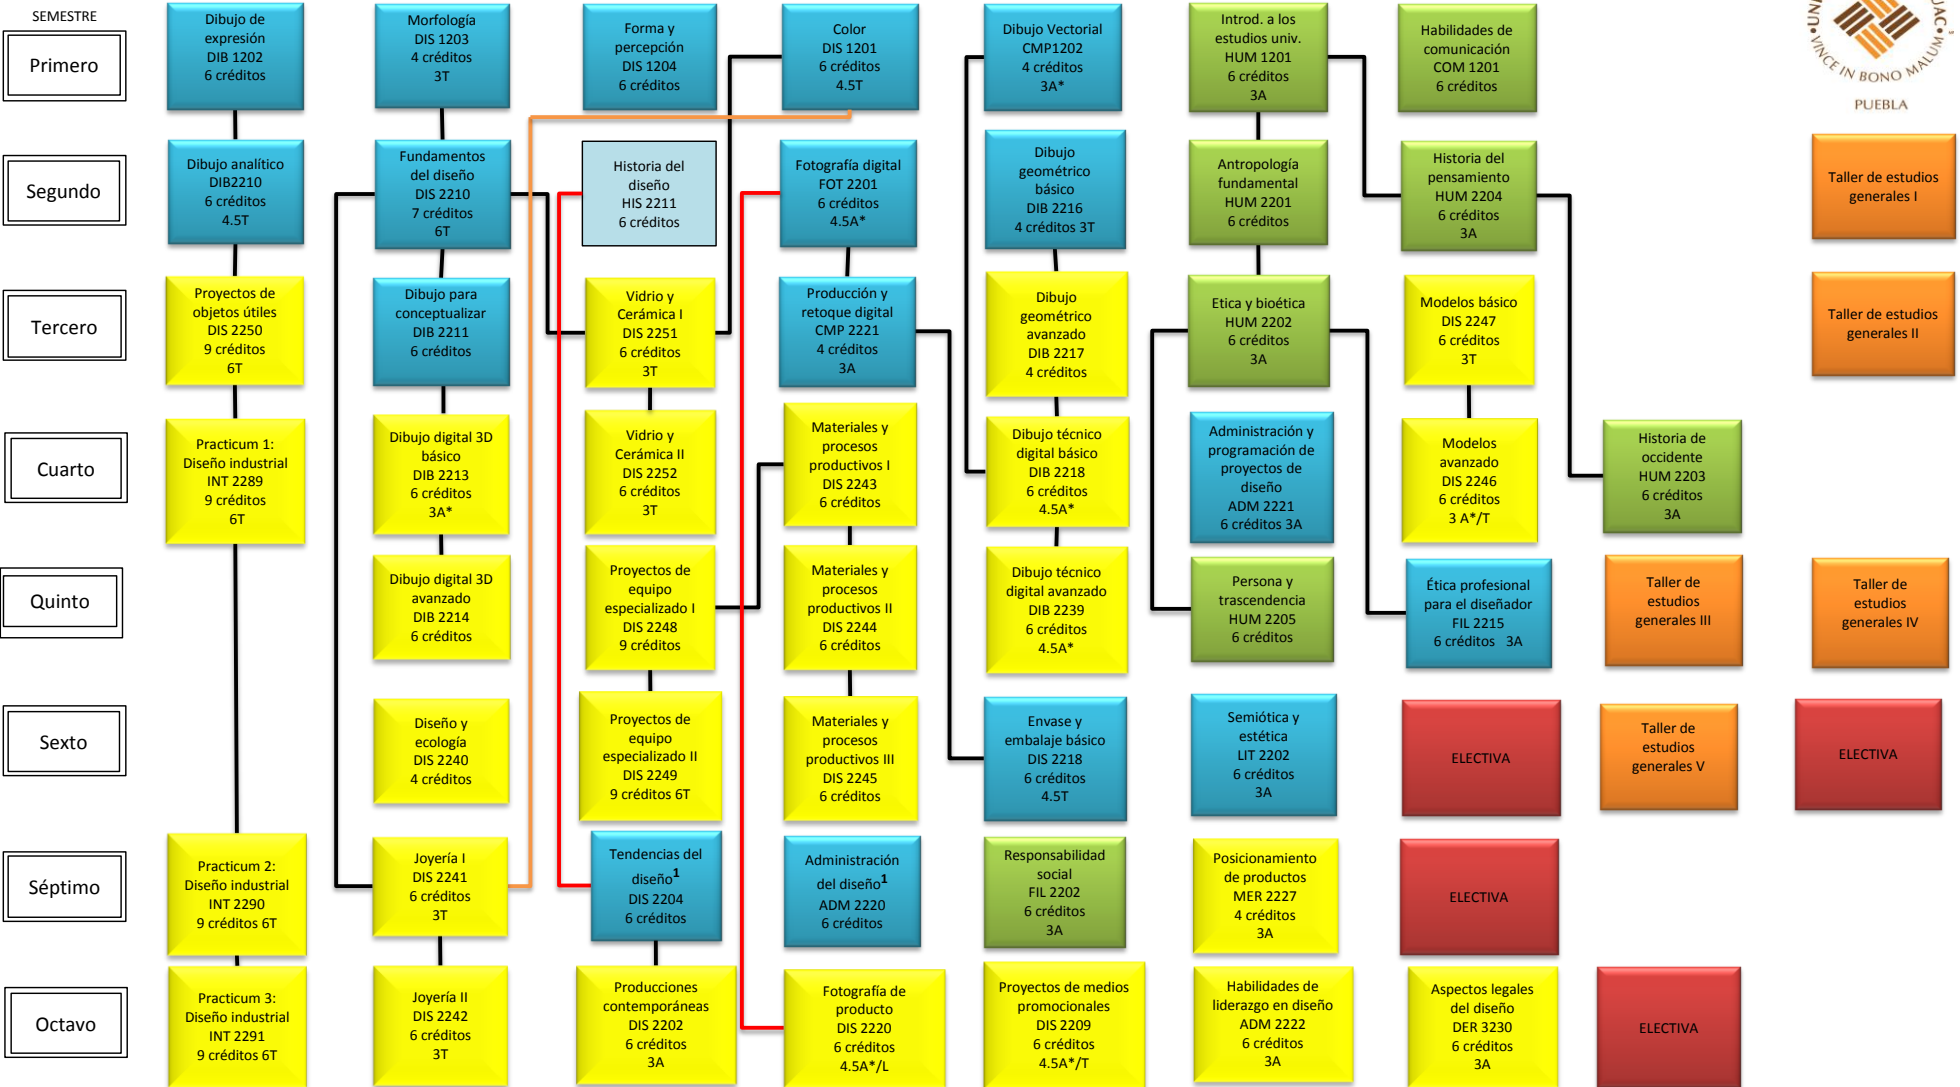 SEMESTRE
Primero
Dibujo de
expresión
DIB 1202
6 créditos
Morfología
DIS 1203
4 créditos
3T
Forma y
percepción
DIS 1204
6 créditos
Color
DIS 1201
6 créditos
4.5T
Dibujo Vectorial
CMP1202
4 créditos
3A*
Introd. a los
estudios univ.
HUM 1201
6 créditos
3A
Habilidades de
comunicación
COM 1201
6 créditos
VINCE IN BONO MALUM
PUEBLA
Segundo
Dibujo analítico
DIB2210
6 créditos
4.5T
Fundamentos
del diseño
DIS 2210
7 créditos
6T
Historia del
diseño
HIS 2211
6 créditos
Fotografía digital
FOT 2201
6 créditos
4.5A*
Dibujo
geométrico
básico
DIB 2216
4 créditos 3T
Antropología
fundamental
HUM 2201
6 créditos
Historia del
pensamiento
HUM 2204
6 créditos
3A
Taller de estudios
generales I
Tercero
Proyectos de
objetos útiles
DIS 2250
9 créditos
6T
Dibujo para
conceptualizar
DIB 2211
6 créditos
Vidrio y
Cerámica I
DIS 2251
6 créditos
3T
Producción y
retoque digital
CMP 2221
4 créditos
3A
Dibujo
geométrico
avanzado
DIB 2217
4 créditos
Etica y bioética
HUM 2202
6 créditos
3A
Modelos básico
DIS 2247
6 créditos
3T
Taller de estudios
generales II
Cuarto
Practicum 1:
Diseño industrial
INT 2289
9 créditos
6T
Dibujo digital 3D
básico
DIB 2213
6 créditos
3A*
Vidrio y
Cerámica II
DIS 2252
6 créditos
3T
Materiales y
procesos
productivos I
DIS 2243
6 créditos
Dibujo técnico
digital básico
DIB 2218
6 créditos
4.5A*
Administración y
programación de
proyectos de
diseño
ADM 2221
6 créditos 3A
Modelos
avanzado
DIS 2246
6 créditos
3 A*/T
Historia de
occidente
HUM 2203
6 créditos
3A
Quinto
Dibujo digital 3D
avanzado
DIB 2214
6 créditos
Proyectos de
equipo
especializado I
DIS 2248
9 créditos
Materiales y
procesos
productivos II
DIS 2244
6 créditos
Dibujo técnico
digital avanzado
DIB 2239
6 créditos
4.5A*
Persona y
trascendencia
HUM 2205
6 créditos
Ética profesional
para el diseñador
FIL 2215
6 créditos 3A
Taller de
estudios
generales III
Taller de
estudios
generales IV
Sexto
Diseño y
ecología
DIS 2240
4 créditos
Proyectos de
equipo
especializado II
DIS 2249
9 créditos 6T
Materiales y
procesos
productivos III
DIS 2245
6 créditos
Envase y
embalaje básico
DIS 2218
6 créditos
4.5T
Semiótica y
estética
LIT 2202
6 créditos
3A
ELECTIVA
Taller de
estudios
generales V
ELECTIVA
Séptimo
Practicum 2:
Diseño industrial
INT 2290
9 créditos 6T
Joyería I
DIS 2241
6 créditos
3T
Tendencias del
diseño1
DIS 2204
6 créditos
Administración
del diseño1
ADM 2220
6 créditos
Responsabilidad
social
FIL 2202
6 créditos
3A
Posicionamiento
de productos
MER 2227
4 créditos
3A
ELECTIVA
Octavo
Practicum 3:
Diseño industrial
INT 2291
9 créditos 6T
Joyería II
DIS 2242
6 créditos
3T
Producciones
contemporáneas
DIS 2202
6 créditos
3A
Fotografía de
producto
DIS 2220
6 créditos
4.5A*/L
Proyectos de medios
promocionales
DIS 2209
6 créditos
4.5A*/T
Habilidades de
liderazgo en diseño
ADM 2222
6 créditos
3A
Aspectos legales
del diseño
DER 3230
6 créditos
3A
ELECTIVA